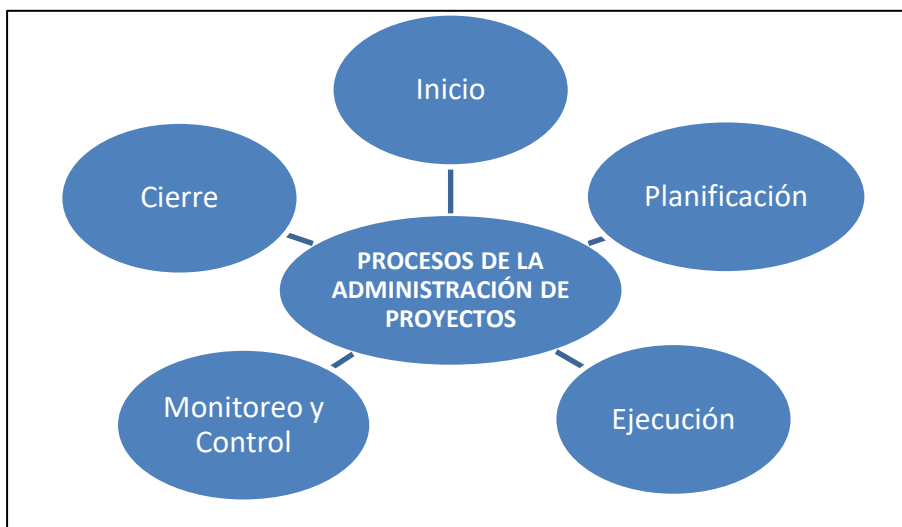 Inicio
Planificación
Ejecución
Monitoreo y
Control
Cierre
PROCESOS DE LA
ADMINISTRACIÓN DE
PROYECTOS